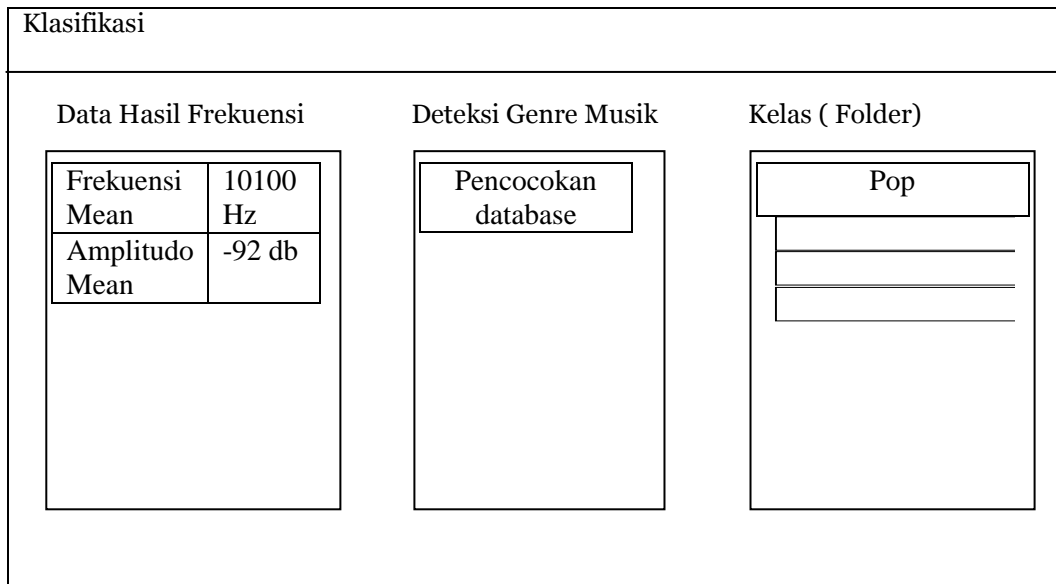 Klasifikasi
Data Hasil Frekuensi
Deteksi Genre Musik
Kelas ( Folder)
Frekuensi
Mean
10100
Hz
Amplitudo
Mean
-92 db
Pencocokan
database
Pop